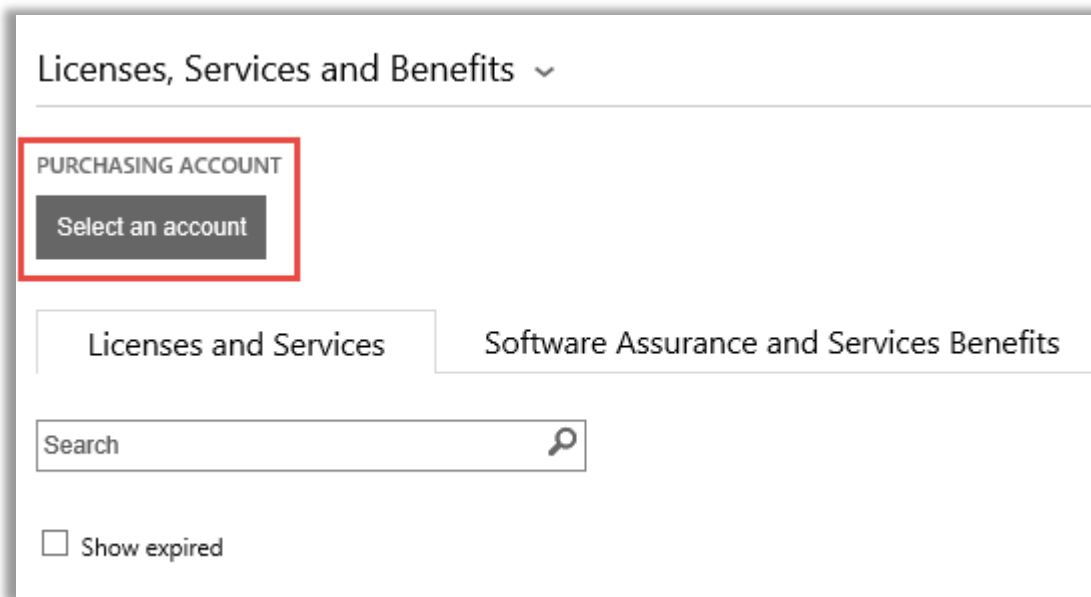 Licenses, Services and Benefits
PURCHASING ACCOUNT
Select an account
Licenses and Services
Software Assurance and Services Benefits
Search
Show expired